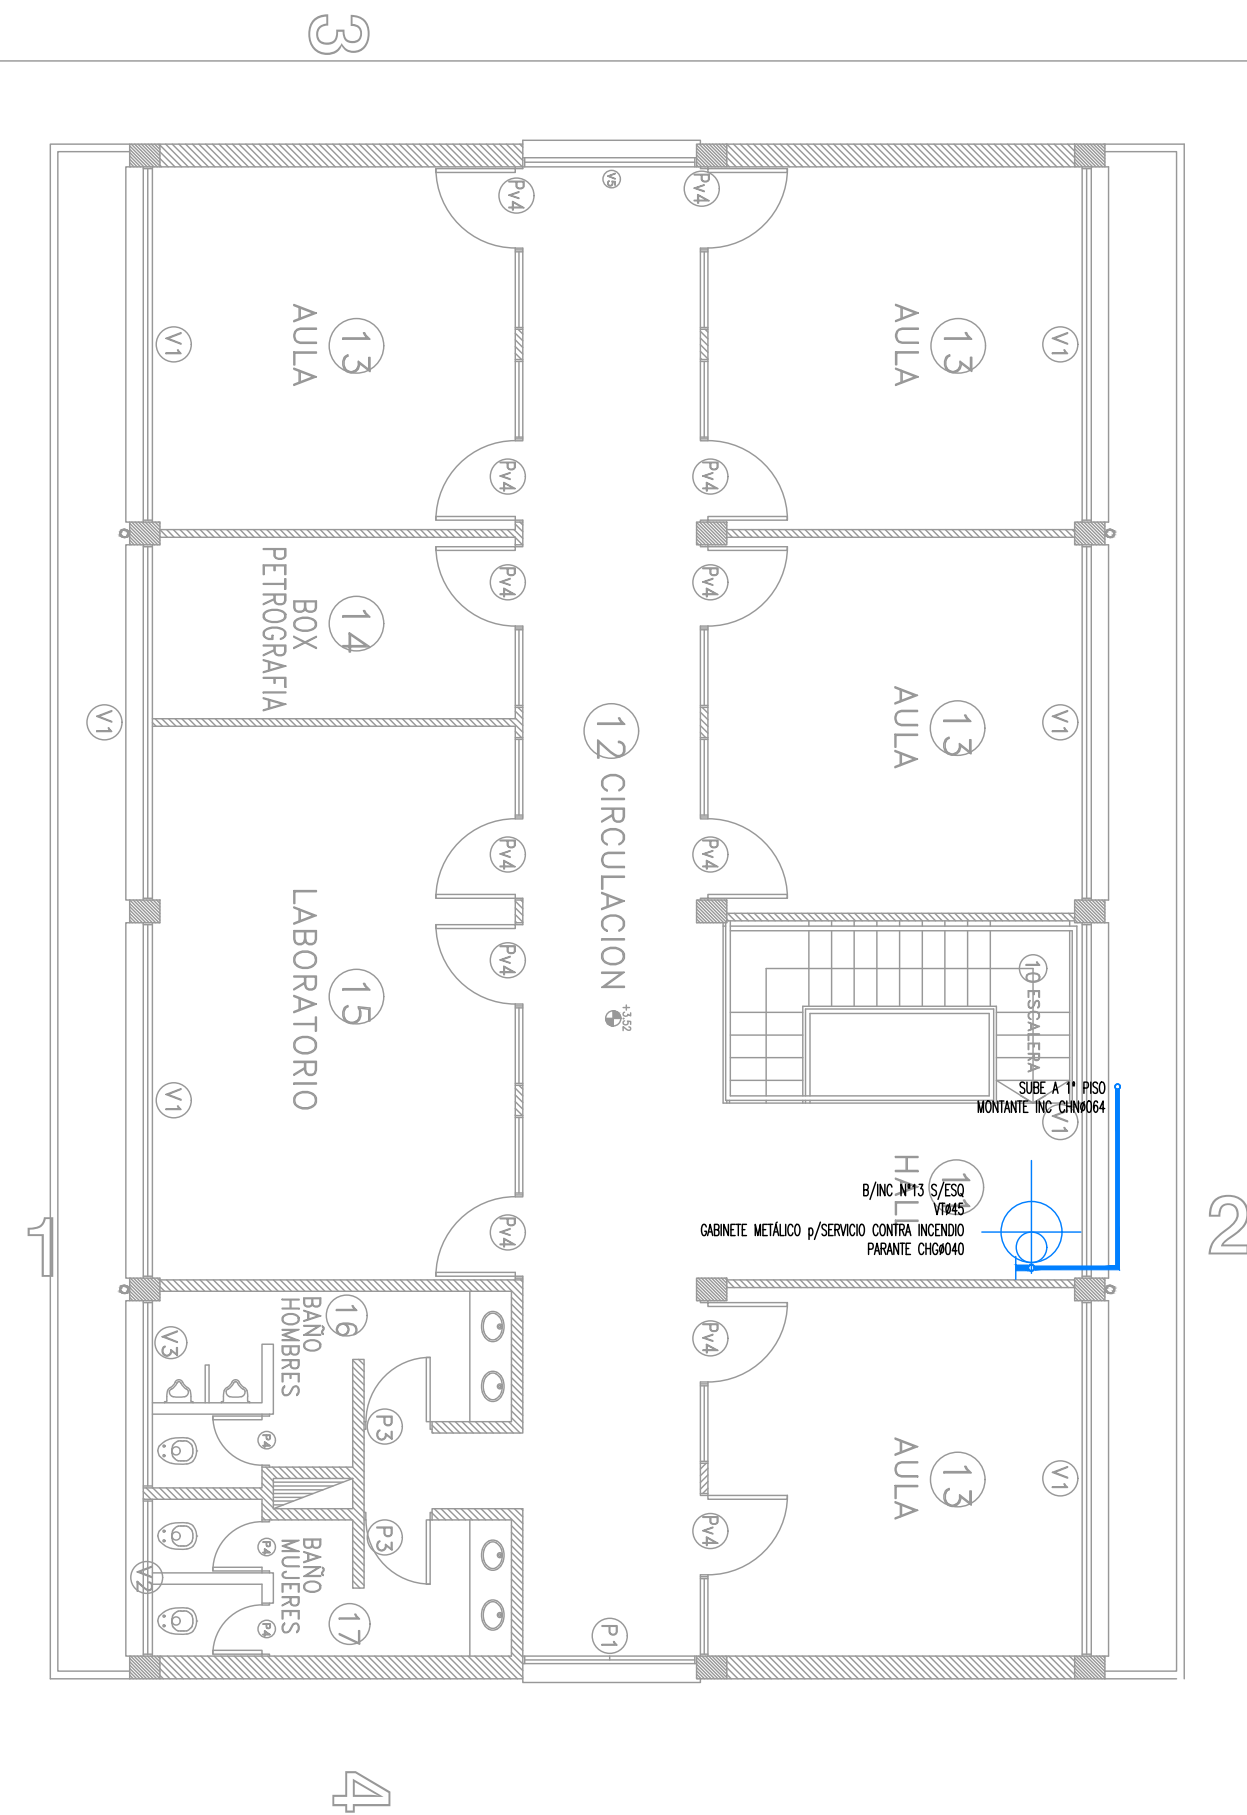 3
Pv4
V5
Pv4
V1
AULA
13
AULA
13
V1
Pv4
Pv4
Pv4
Pv4
BOX
PETROGRAFIA
14
V1
12 CIRCULACION
AULA
13
V1
Pv4
Pv4
Pv4
+3.52
LABORATORIO
15
V1
10 ESCALERA
SUBE A 1° PISO
MONTANTE INC CHNø064
V1
HALL
11
B/INC N°13 S/ESQ
VTø45
GABINETE METÁLICO p/SERVICIO CONTRA INCENDIO
PARANTE CHGø040
1
2
Pv4
BAÑO
HOMBRES
16
V3
Pv4
P3
P4
AULA
13
V1
P3
Pv4
P4
BAÑO
MUJERES
17
V2
P4
P1
4